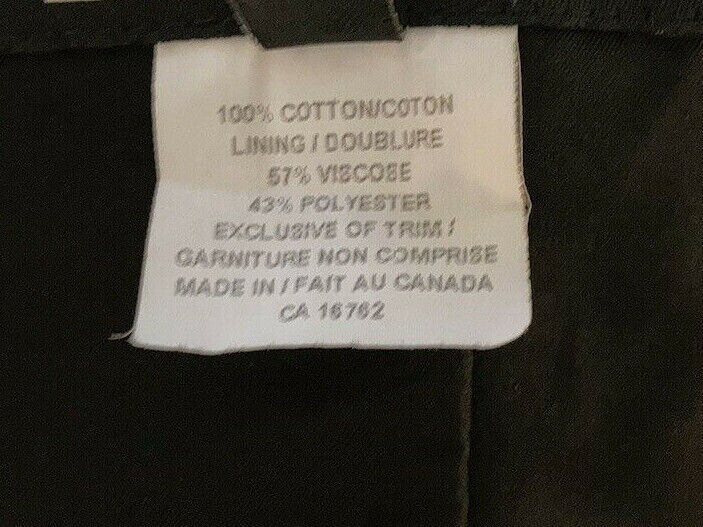 100% COTTON/COTON
LINING / DOUBLURE
57% VISCOSE
43% POLYESTER
EXCLUSIVE OF TRIM /
GARNITURE NON COMPRISE
MADE IN / FAIT AU CANADA
CA 16762